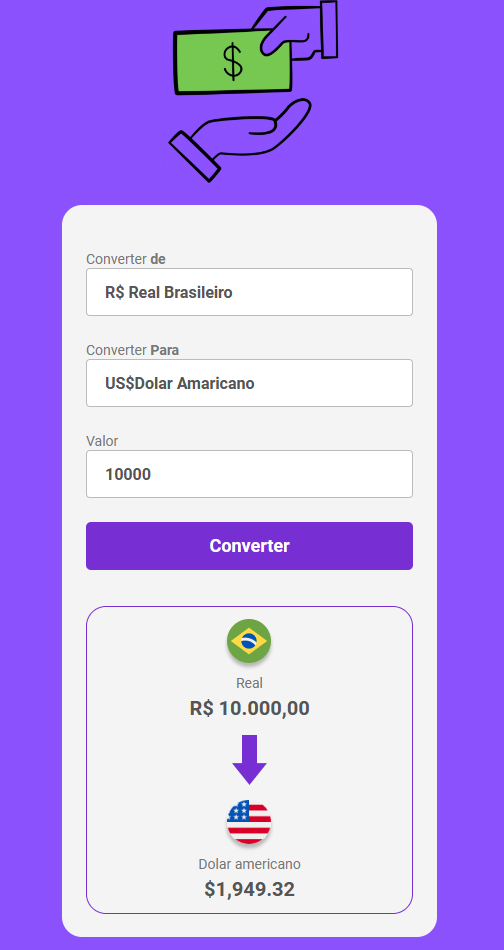 $
Converter de
R$ Real Brasileiro
Converter Para
US$Dolar Amaricano
Valor
10000
Converter
Real
R$ 10.000,00
Dolar americano
$1,949.32